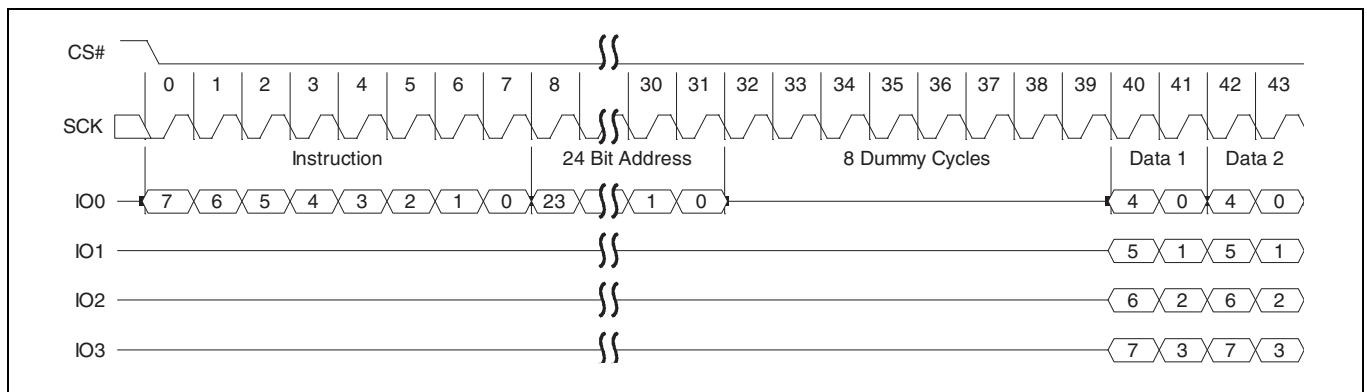 CS#
0 1 2 3 4 5 6 7 8 30 31 32 33 34 35 36 37 38 39 40 41 42 43
SCK
Instruction 24 Bit Address 8 Dummy Cycles Data 1 Data 2
IO0 7 6 5 4 3 2 1 0 23 1 0 4 0 4 0
IO1 5 1 5 1
IO2 6 2 6 2
IO3 7 3 7 3